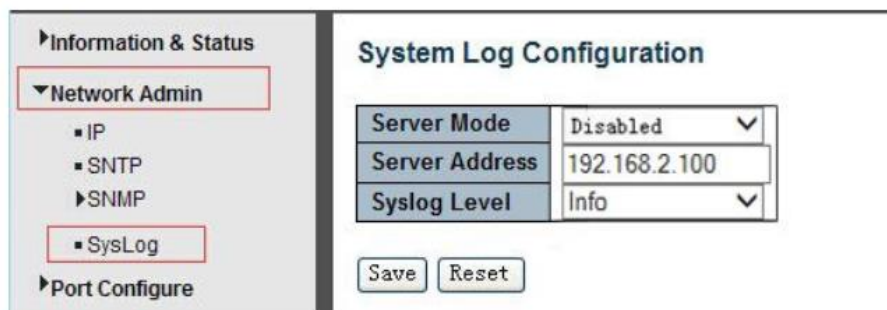 Information & Status
Network Admin
IP
SNTP
SNMP
SysLog
Port Configure
System Log Configuration
Server Mode Disabled
Server Address 192.168.2.100
Syslog Level Info
Save Reset